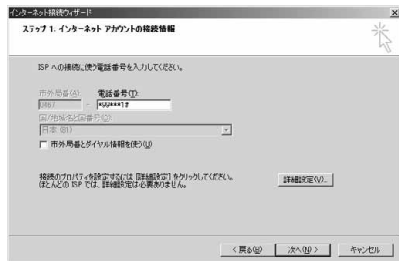 インターネット接続ウィザード
ステップ 1. インターネット アカウントの接続情報
ISP への接続に使う電話番号を入力してください。
市外局番(A): 電話番号(T):
-
国/地域名と国番号(C):
日本 (81)
市外局番とダイヤル情報を使う(U)
接続のプロパティを設定するには [詳細設定] をクリックしてください。
ほとんどの ISP では、詳細設定は必要ありません。
詳細設定(V)...
< 戻る(B)
次へ(N) >
キャンセル